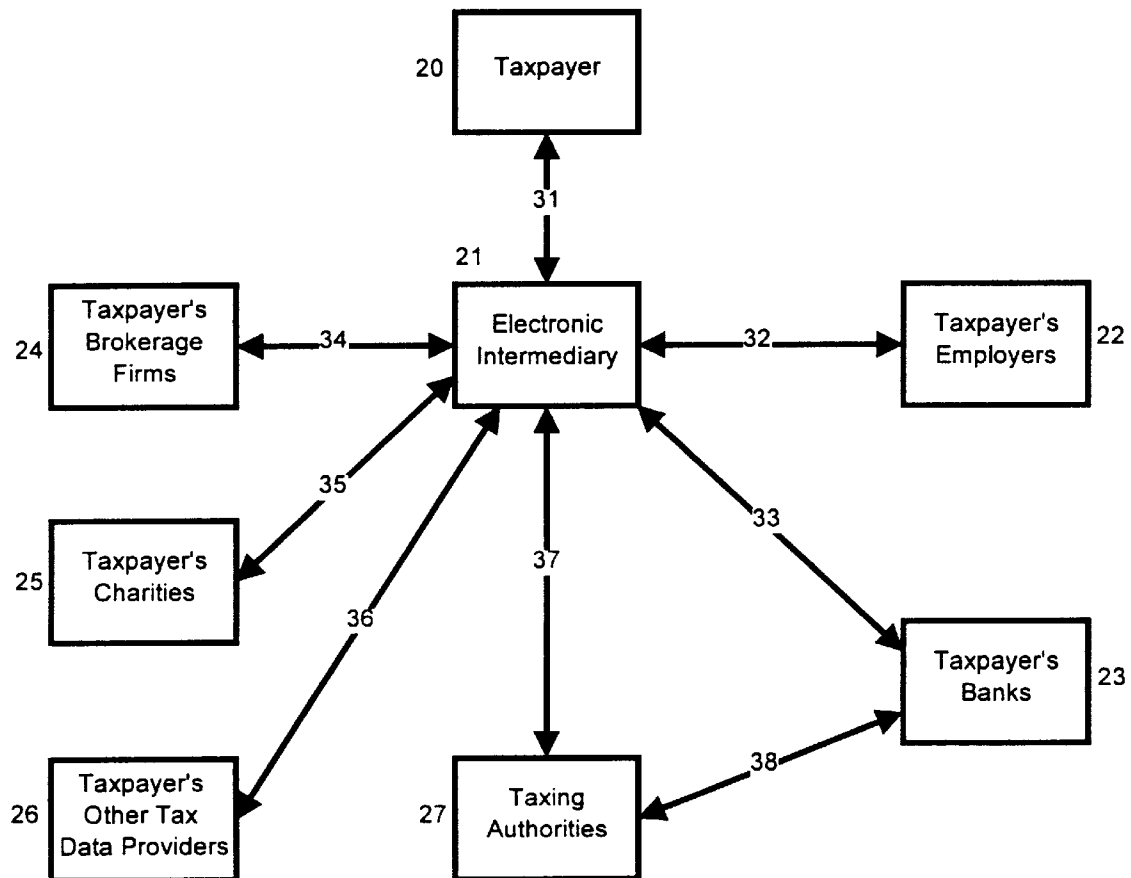 20
Taxpayer
31
21
Taxpayer's
Brokerage
Firms
24
34
Electronic
Intermediary
32
Taxpayer's
Employers
22
35
33
25
Taxpayer's
Charities
37
36
Taxpayer's
Banks
23
38
26
Taxpayer's
Other Tax
Data Providers
27
Taxing
Authorities